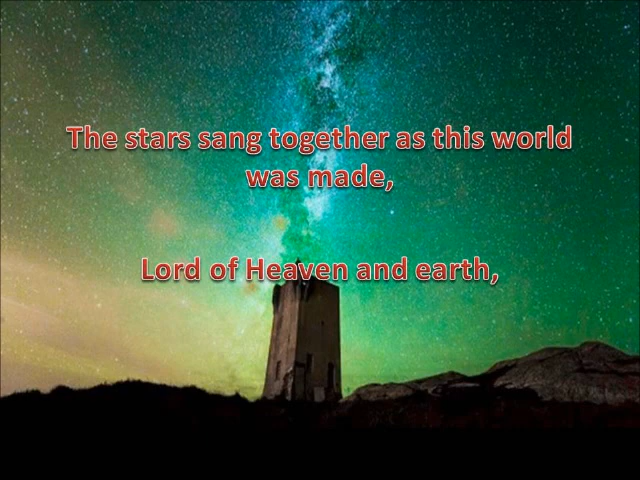 The stars sang together as this world
was made,
Lord of Heaven and earth,